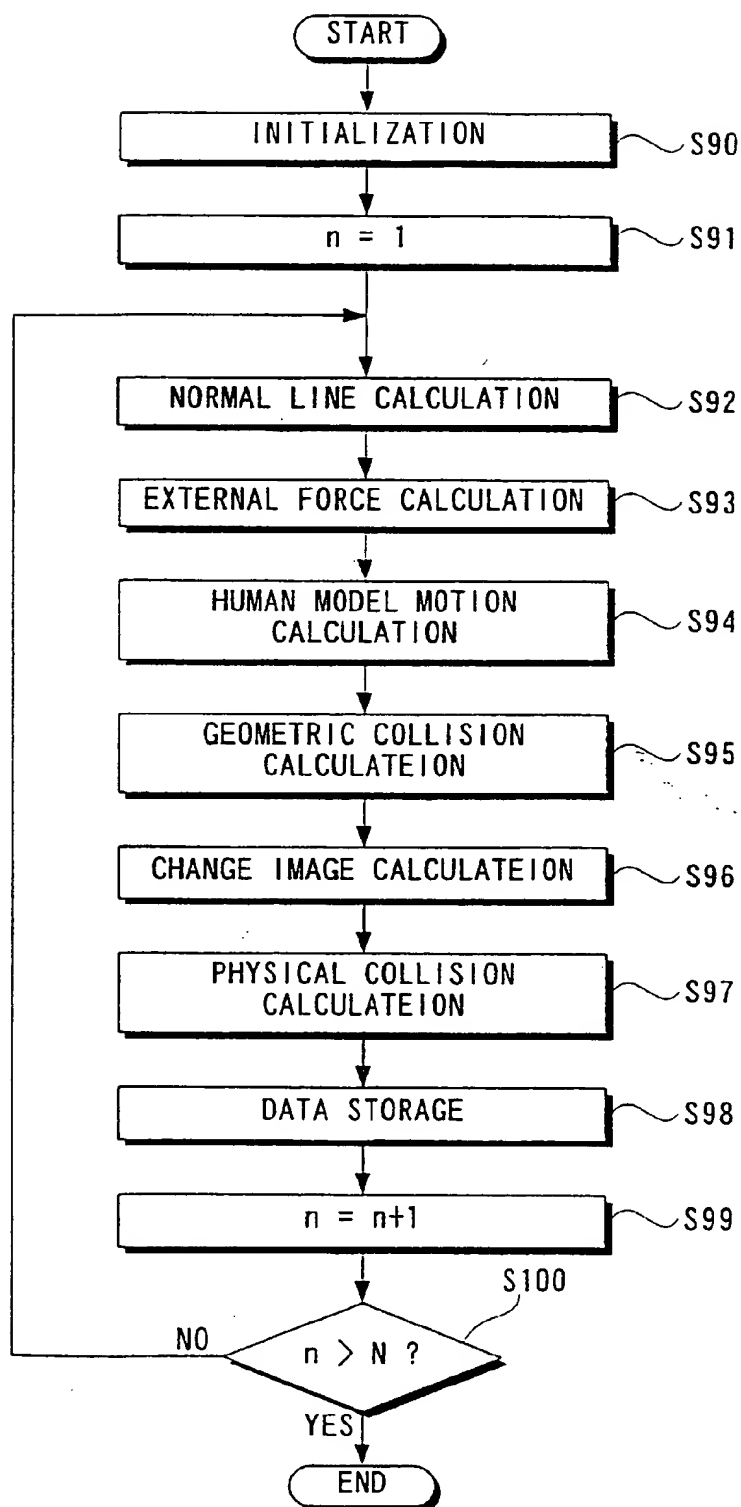 START
INITIALIZATION
S90
n = 1
S91
NORMAL LINE CALCULATION
S92
EXTERNAL FORCE CALCULATION
S93
HUMAN MODEL MOTION
CALCULATION
S94
GEOMETRIC COLLISION
CALCULATEION
S95
CHANGE IMAGE CALCULATEION
S96
PHYSICAL COLLISION
CALCULATEION
S97
DATA STORAGE
S98
n = n+1
S99
S100
NO
n > N ?
YES
END